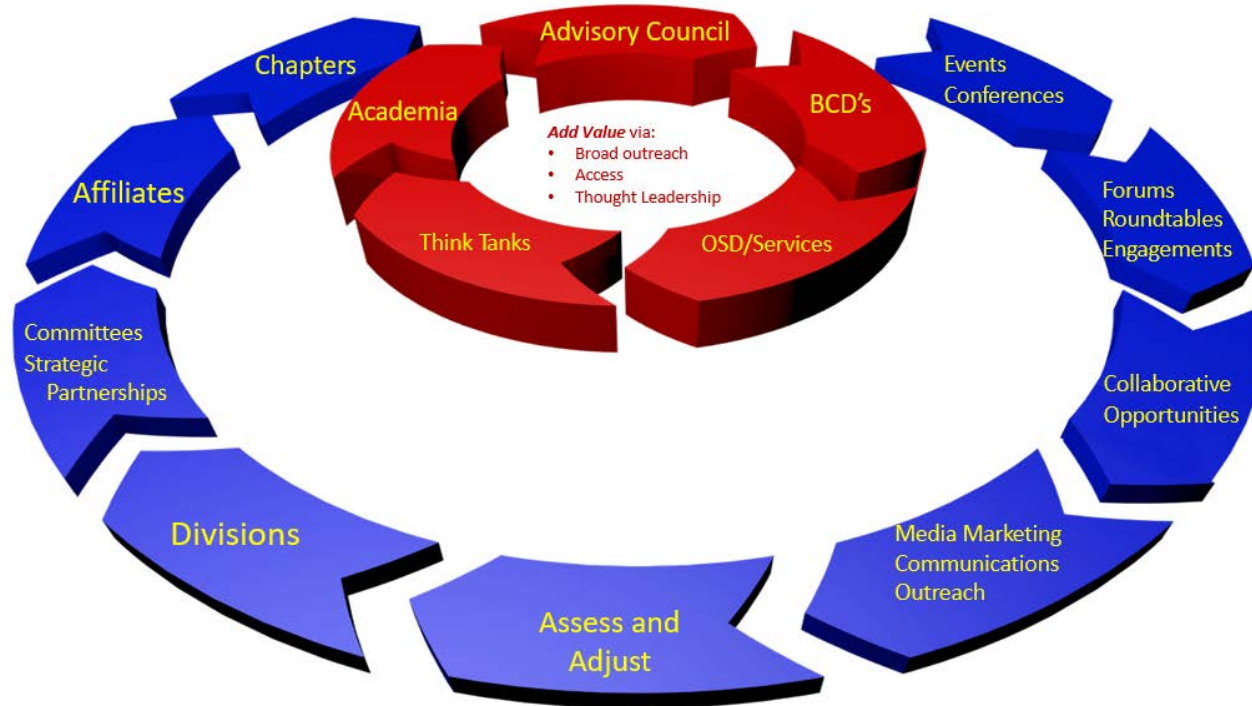 Advisory Council
BCD's
OSD/Services
Think Tanks
Academia
Add Value via:
• Broad outreach
• Access
• Thought Leadership
Events
Conferences
Forums
Roundtables
Engagements
Collaborative
Opportunities
Media Marketing
Communications
Outreach
Assess and
Adjust
Divisions
Committees
Strategic
Partnerships
Affiliates
Chapters